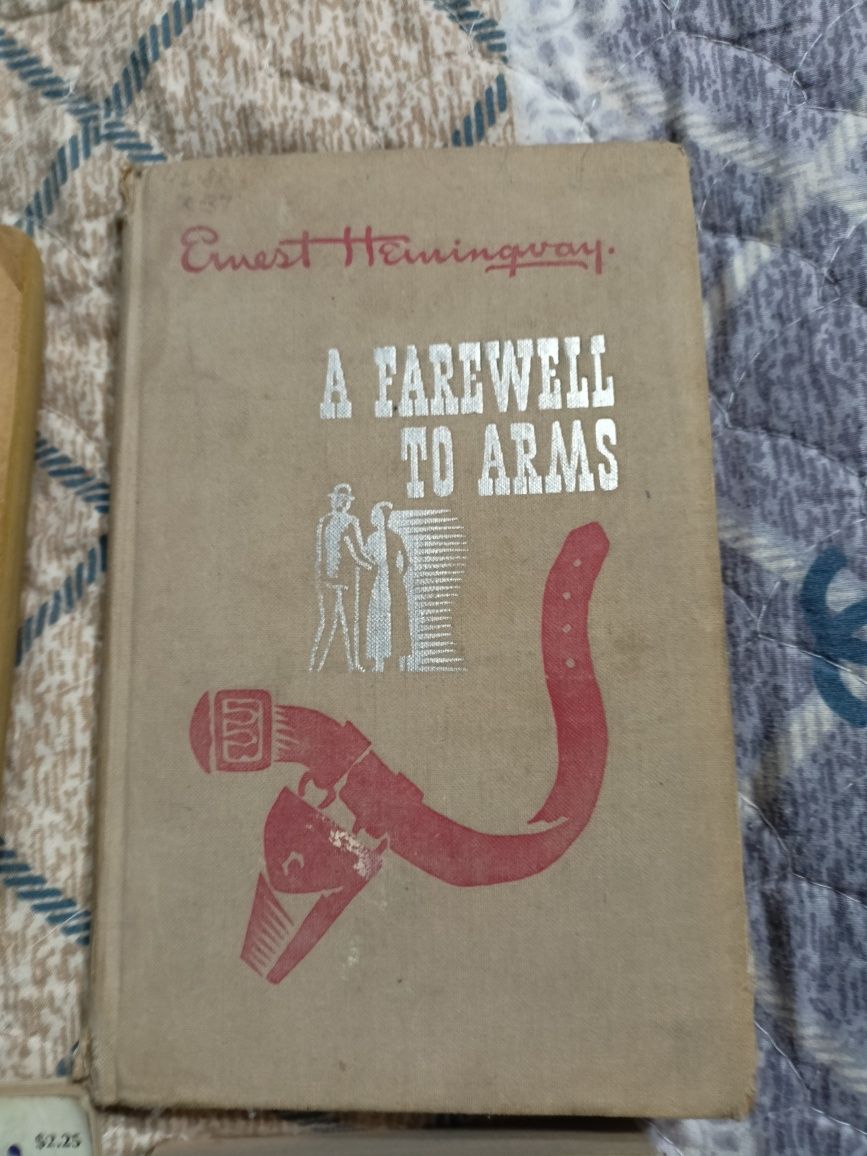 Ernest Hemingway.
A FAREWELL
TO ARMS
$2.25